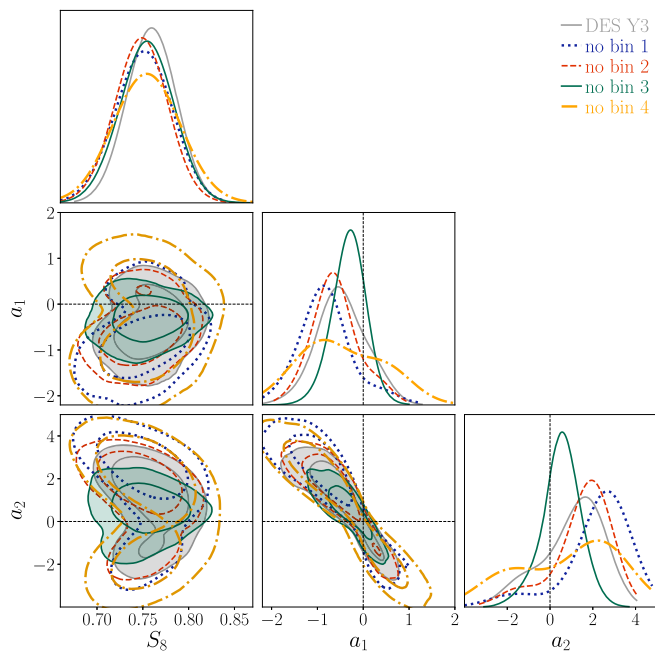 DES Y3
no bin 1
no bin 2
no bin 3
no bin 4
2
1
0
−1
−2
a₁
4
2
0
−2
a₂
0.70 0.75 0.80 0.85
−2 −1 0 1 2
−2 0 2 4
S₈ a₁ a₂